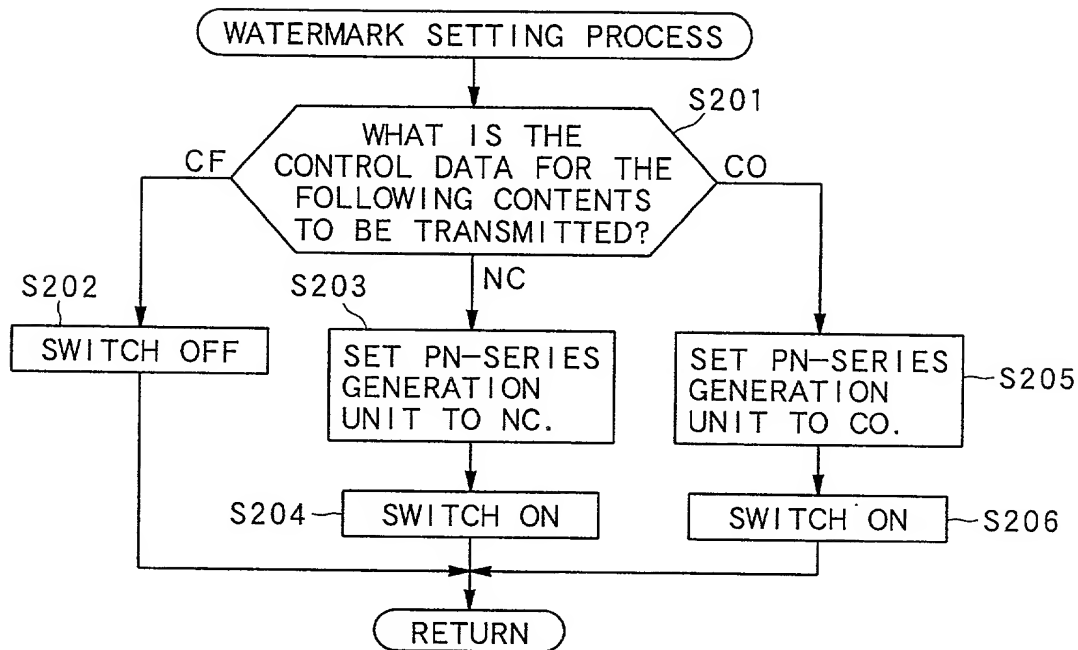 WATERMARK SETTING PROCESS
S201
WHAT IS THE
CONTROL DATA FOR THE
FOLLOWING CONTENTS
TO BE TRANSMITTED?
CF
CO
NC
S202
SWITCH OFF
S203
SET PN-SERIES
GENERATION
UNIT TO NC.
SET PN-SERIES
GENERATION
UNIT TO CO.
S205
S204
SWITCH ON
SWITCH ON
S206
RETURN